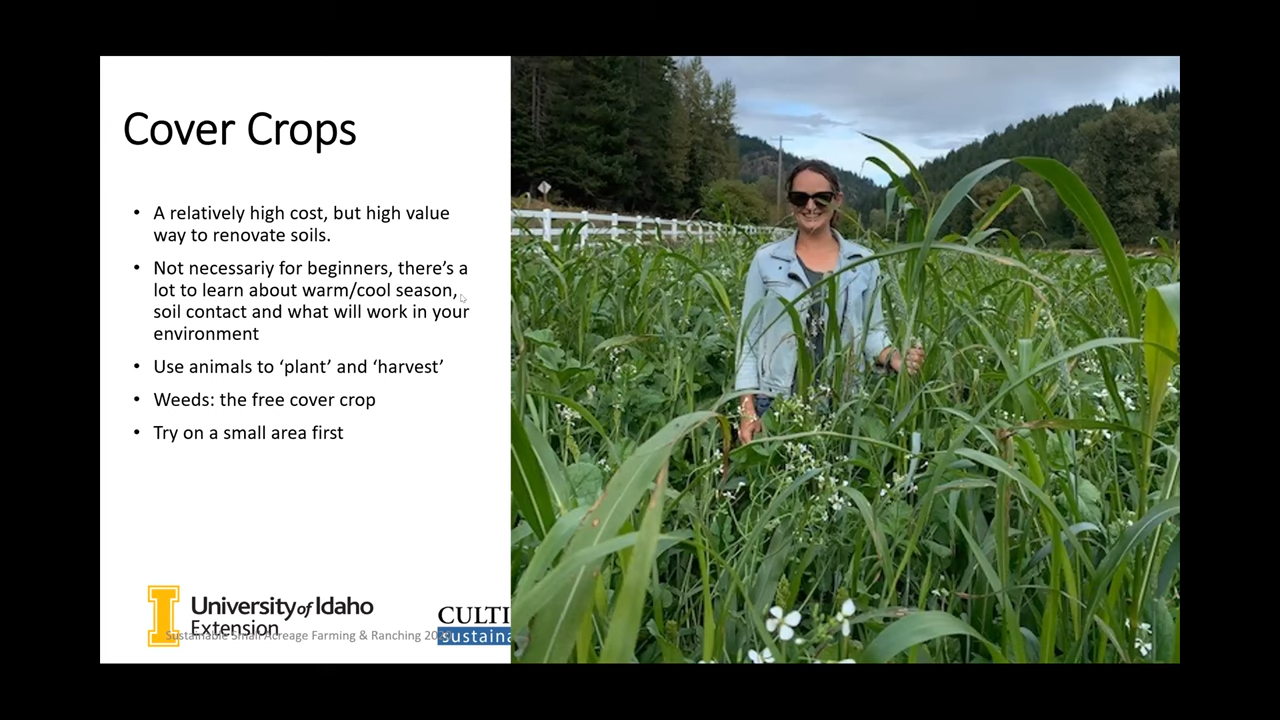 Cover Crops
• A relatively high cost, but high value
way to renovate soils.
• Not necessariy for beginners, there's a
lot to learn about warm/cool season,
soil contact and what will work in your
environment
• Use animals to 'plant' and 'harvest'
• Weeds: the free cover crop
• Try on a small area first
University of Idaho
Extension
Sustainable Small Acreage Farming & Ranching
CULTI
Sustaina